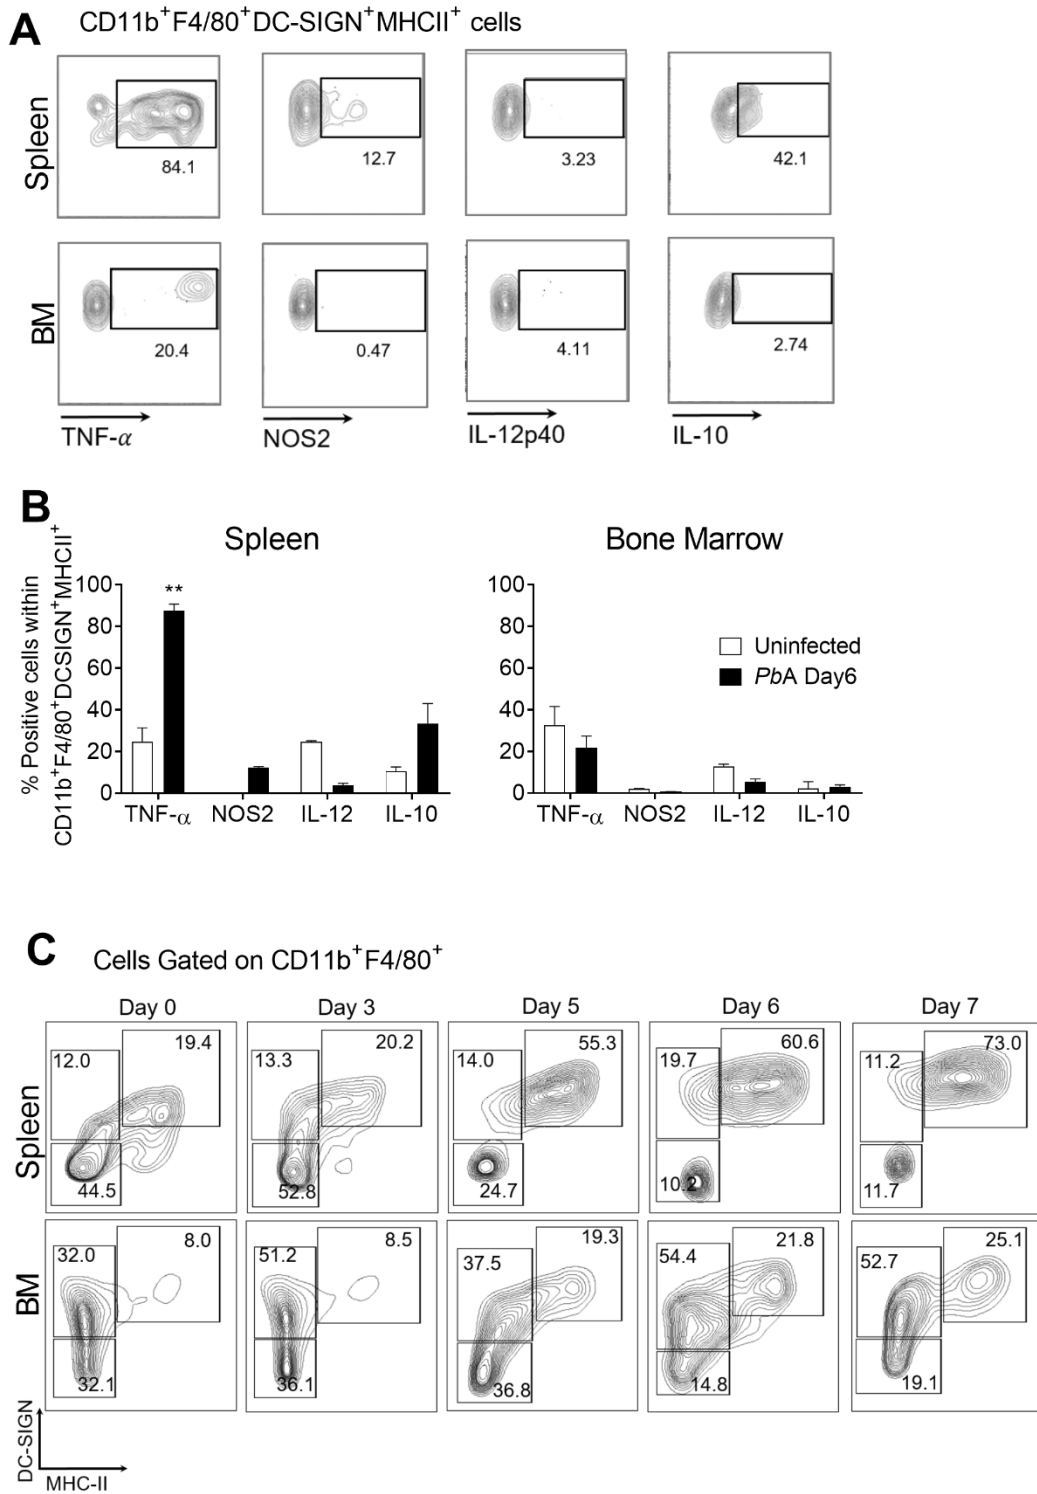 A
CD11b+F4/80+DC-SIGN+MHCII+ cells
Spleen
84.1
12.7
3.23
42.1
BM
20.4
0.47
4.11
2.74
TNF-α
NOS2
IL-12p40
IL-10
B
% Positive cells within
CD11b+F4/80+DCSIGN+MHCII+
Spleen
100
80
60
40
20
0
TNF-α
NOS2
IL-12
IL-10
**
Bone Marrow
100
80
60
40
20
0
TNF-α
NOS2
IL-12
IL-10
Uninfected
PbA Day6
C
Cells Gated on CD11b+F4/80+
Day 0
Day 3
Day 5
Day 6
Day 7
Spleen
12.0
19.4
44.5
13.3
20.2
52.8
14.0
55.3
24.7
19.7
60.6
10.2
11.2
73.0
11.7
BM
32.0
8.0
32.1
51.2
8.5
36.1
37.5
19.3
36.8
54.4
21.8
14.8
52.7
25.1
19.1
DC-SIGN
MHC-II